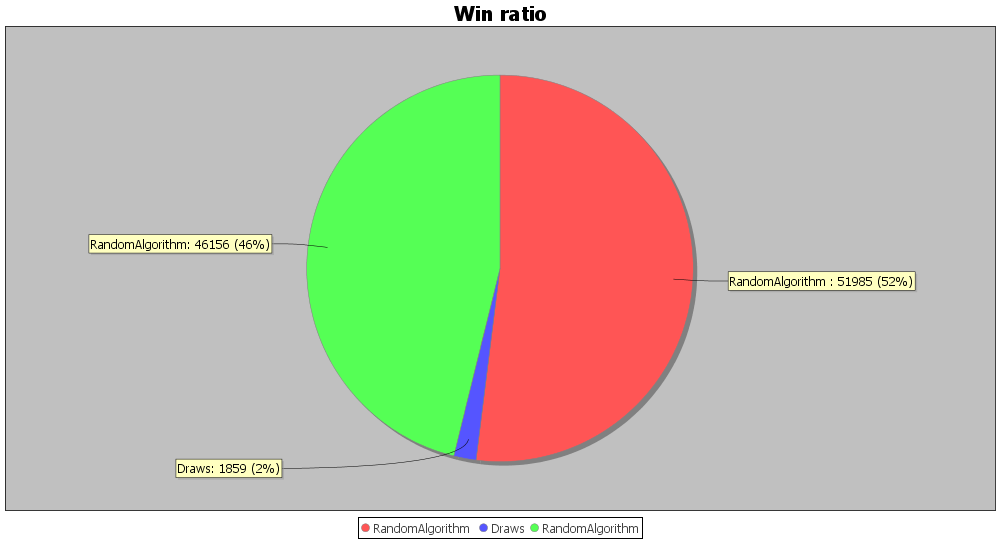 Win ratio
RandomAlgorithm: 46156 (46%)
RandomAlgorithm : 51985 (52%)
Draws: 1859 (2%)
RandomAlgorithm Draws RandomAlgorithm